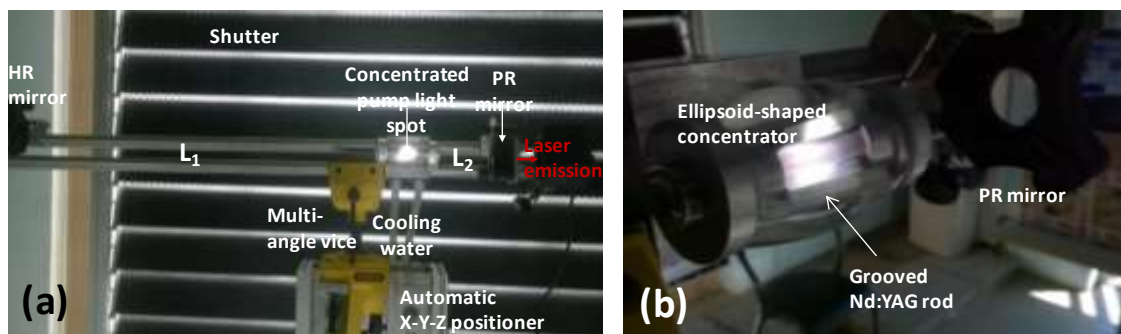 Shutter
HR
mirror
Concentrated
pump light
spot
PR
mirror
L₁
L₂
Laser
emission
Multi-
angle vice
Cooling
water
Automatic
X-Y-Z positioner
(a)
Ellipsoid-shaped
concentrator
PR mirror
Grooved
Nd:YAG rod
(b)